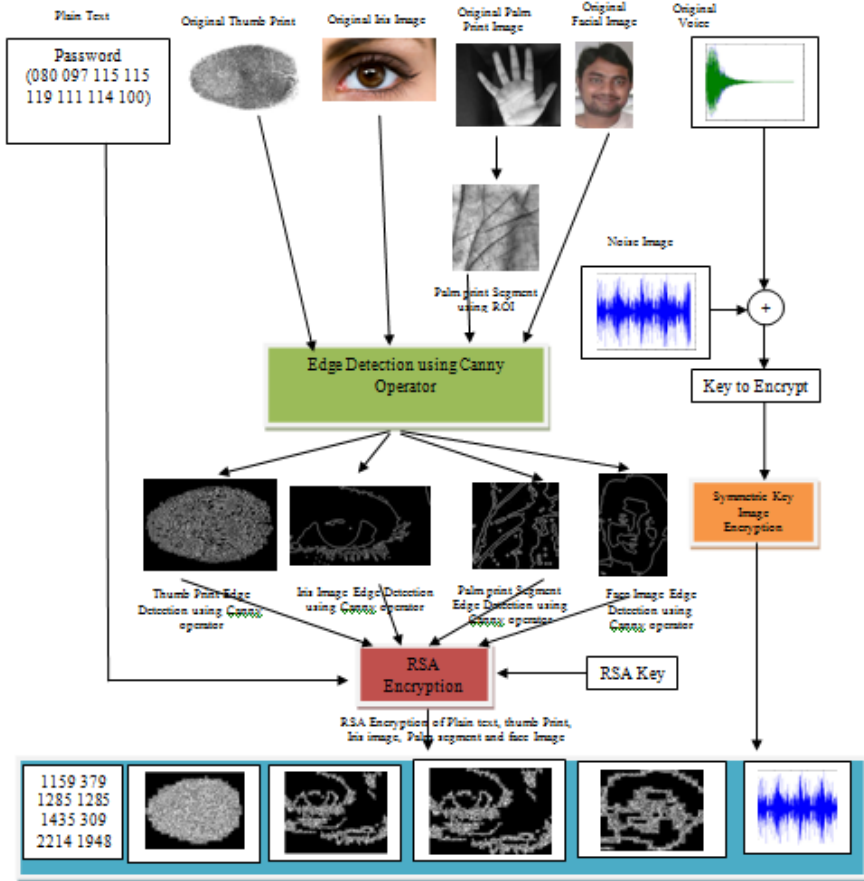 Plain Text
Original Thumb Print
Original Iris Image
Original Palm
Print Image
Original
Facial Image
Original
Voice
Password
(080 097 115 115
119 111 114 100)
Noise Image
Palm print Segment
using ROI
+
Edge Detection using Canny
Operator
Key to Encrypt
Symmetric Key
Image
Encryption
Thumb Print Edge
Detection using Canny
operator
Iris Image Edge Detection
using Canny operator
Palm print Segment
Edge Detection using
Canny operator
Face Image Edge
Detection using
Canny operator
RSA
Encryption
RSA Key
RSA Encryption of Plain text, thumb Print,
Iris image, Palm segment and face Image
1159 379
1285 1285
1435 309
2214 1948